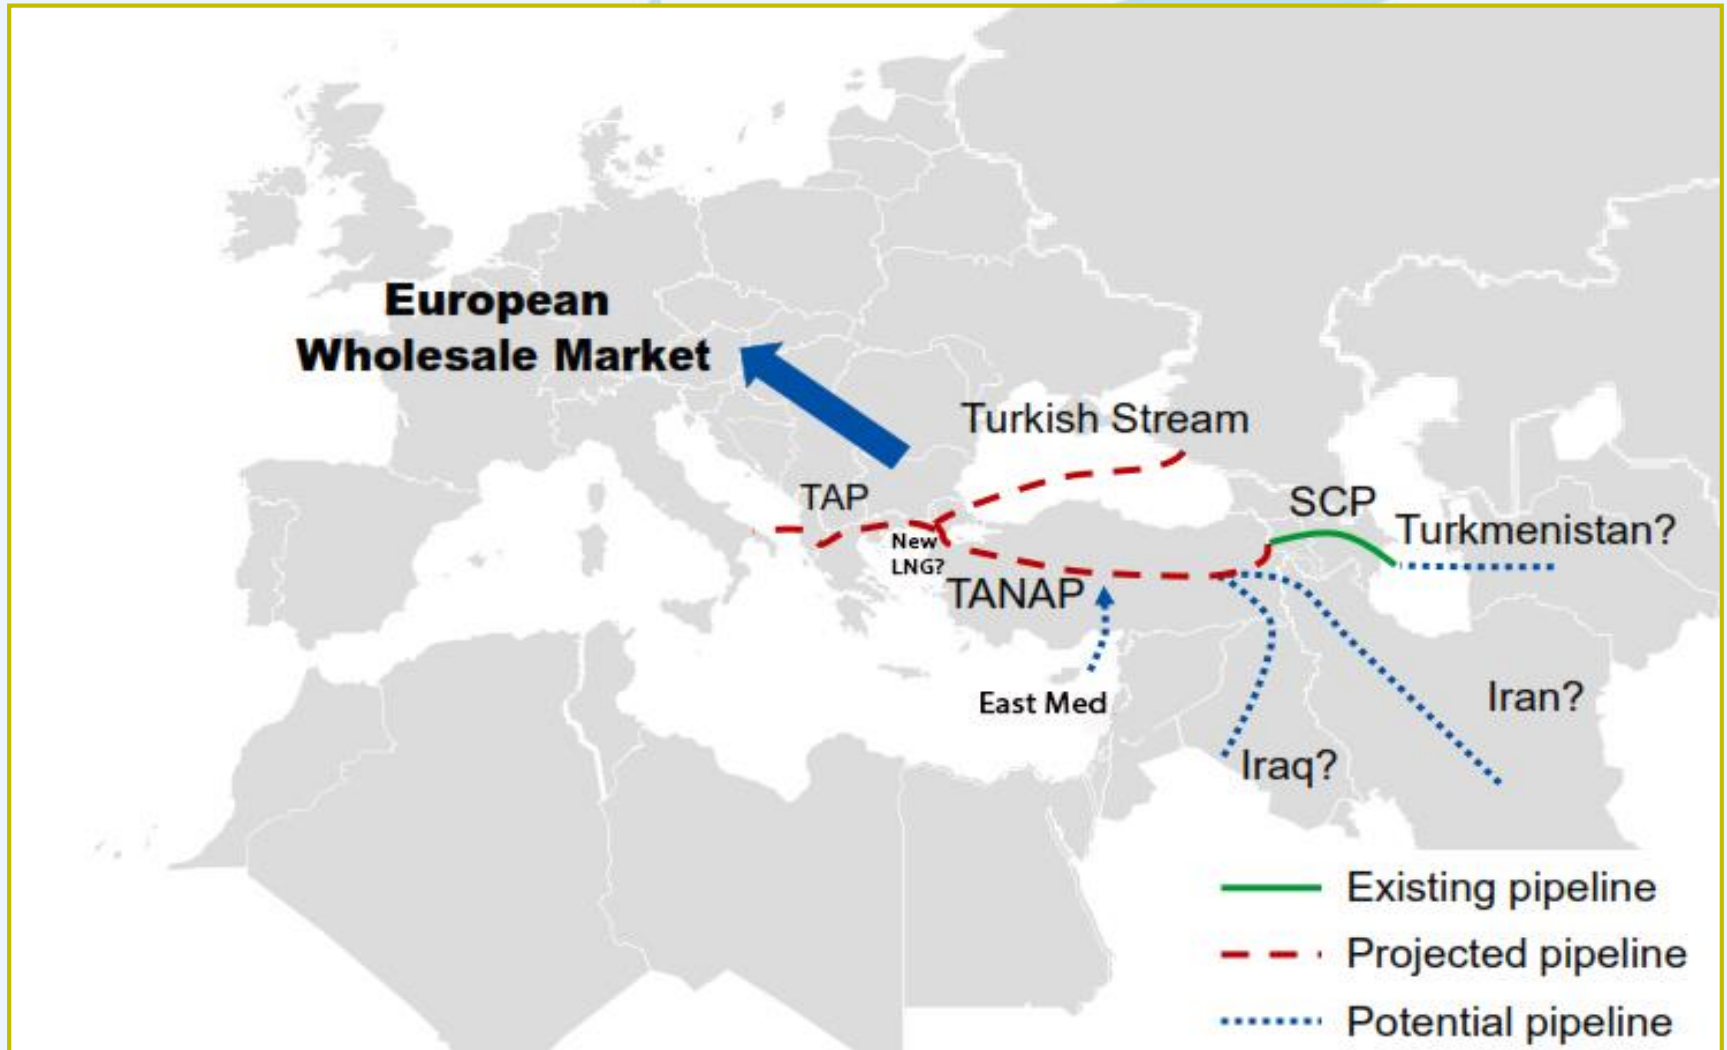 European
Wholesale Market
Turkish Stream
TAP
SCP
Turkmenistan?
New
LNG?
TANAP
East Med
Iran?
Iraq?
Existing pipeline
Projected pipeline
Potential pipeline